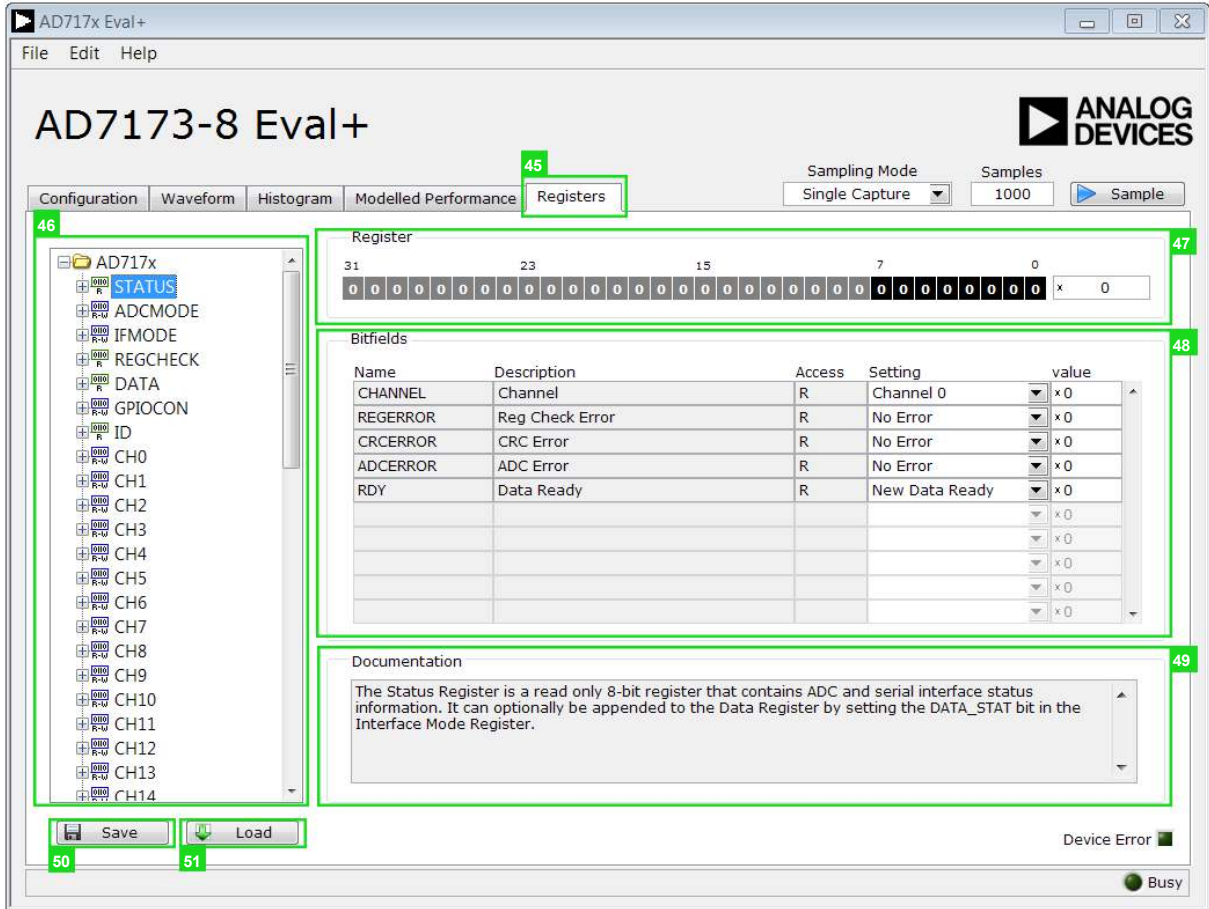 AD717x Eval+
File Edit Help
AD7173-8 Eval+
ANALOG
DEVICES
45
Sampling Mode
Samples
Configuration Waveform Histogram Modelled Performance Registers
Single Capture
1000
Sample
46
AD717x
STATUS
ADCMODE
IFMODE
REGCHECK
DATA
GPIOCON
ID
CH0
CH1
CH2
CH3
CH4
CH5
CH6
CH7
CH8
CH9
CH10
CH11
CH12
CH13
CH14
Register
47
31 23 15 7 0
0 0 0 0 0 0 0 0 0 0 0 0 0 0 0 0 0 0 0 0 0 0 0 0 0 0 0 0 0 0 0 0 x 0
Bitfields
48
Name Description Access Setting value
CHANNEL Channel R Channel 0 x 0
REGERROR Reg Check Error R No Error x 0
CRCERROR CRC Error R No Error x 0
ADCERROR ADC Error R No Error x 0
RDY Data Ready R New Data Ready x 0
x 0
x 0
x 0
x 0
x 0
Documentation
49
The Status Register is a read only 8-bit register that contains ADC and serial interface status
information. It can optionally be appended to the Data Register by setting the DATA_STAT bit in the
Interface Mode Register.
Save
Load
50
51
Device Error
Busy